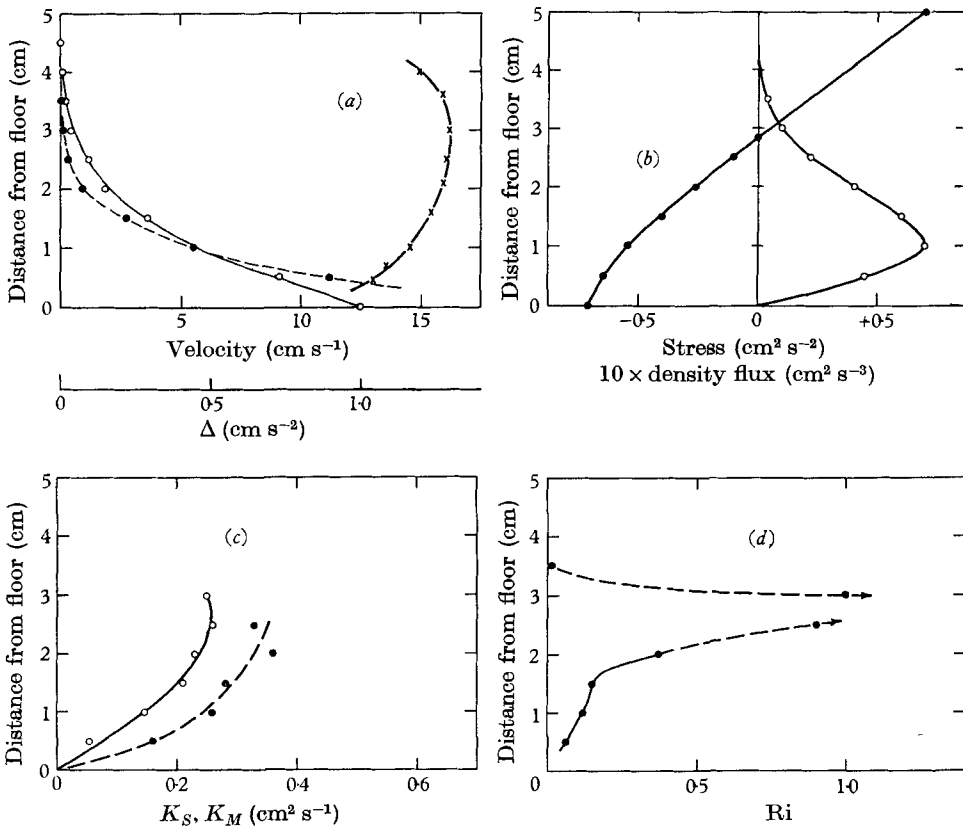 5
4
3
2
1
0
Distance from floor (cm)
(a)
5
10
15
Velocity (cm s⁻¹)
0
0·5
1·0
Δ (cm s⁻²)
5
4
3
2
1
0
Distance from floor (cm)
(b)
−0·5
0
+0·5
Stress (cm² s⁻²)
10 × density flux (cm² s⁻³)
5
4
3
2
1
0
Distance from floor (cm)
(c)
0·2
0·4
0·6
K_S, K_M (cm² s⁻¹)
5
4
3
2
1
0
Distance from floor (cm)
(d)
0·5
1·0
Ri